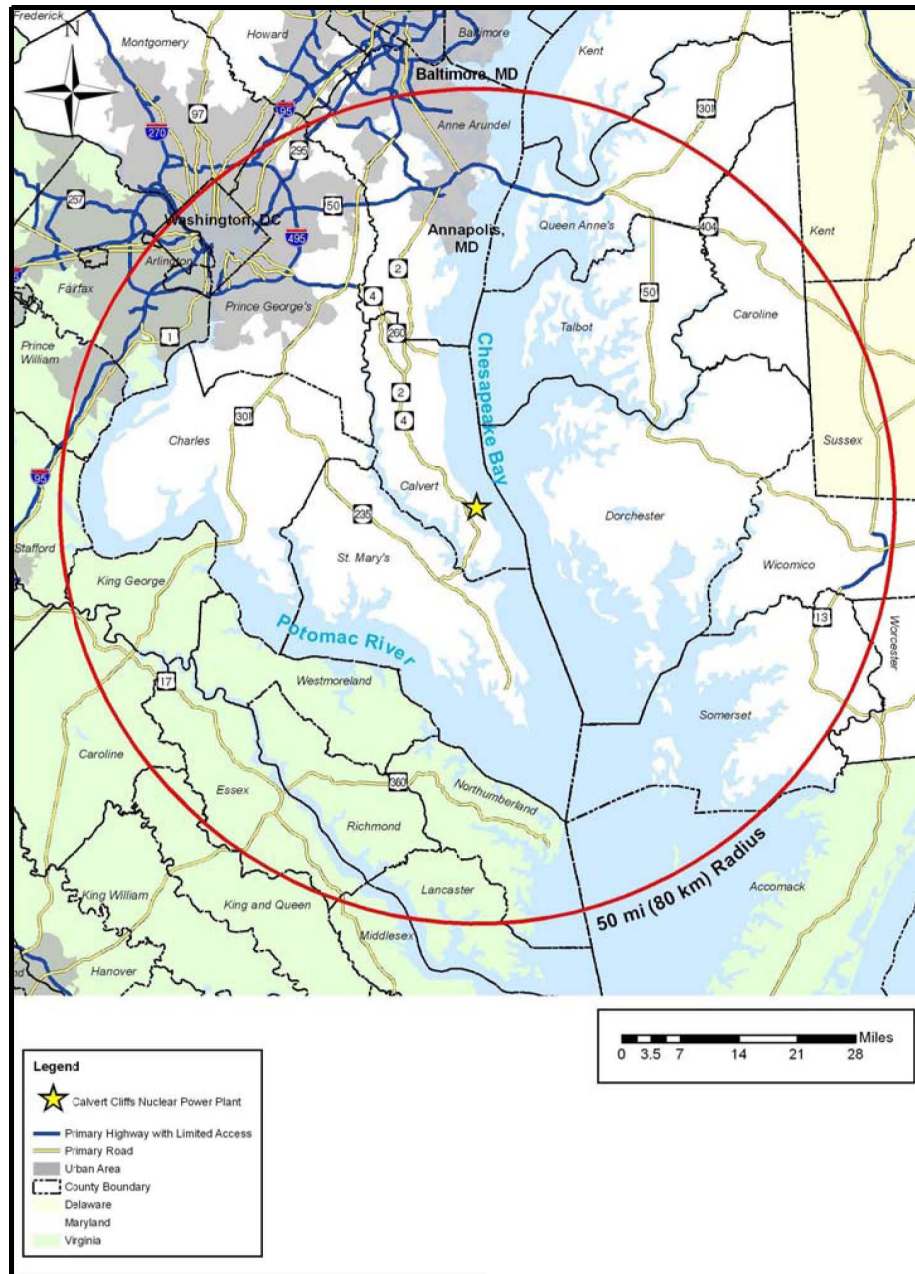 Frederick
N
Montgomery
Howard
Baltimore
Kent
Baltimore, MD
97
95
301
270
Anne Arundel
295
267
50
Washington, DC
Queen Anne's
404
Kent
495
Annapolis,
MD
Arlington
2
Fairfax
50
Prince George's
4
Caroline
Talbot
1
260
Prince
William
Chesapeake Bay
2
301
4
Charles
Sussex
95
Calvert
Dorchester
235
Stafford
St. Mary's
Wicomico
King George
13
Potomac River
Worcester
17
Westmoreland
Somerset
Caroline
360
Essex
Northumberland
Richmond
50 mi (80 km) Radius
Lancaster
Accomack
King William
King and Queen
Middlesex
Hanover
Miles
0 3.5 7 14 21 28
Legend
Calvert Cliffs Nuclear Power Plant
Primary Highway with Limited Access
Primary Road
Urban Area
County Boundary
Delaware
Maryland
Virginia